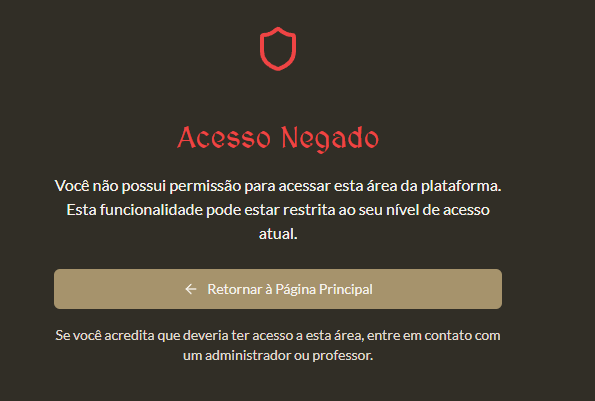 Acesso Negado
Você não possui permissão para acessar esta área da plataforma.
Esta funcionalidade pode estar restrita ao seu nível de acesso
atual.
← Retornar à Página Principal
Se você acredita que deveria ter acesso a esta área, entre em contato com
um administrador ou professor.